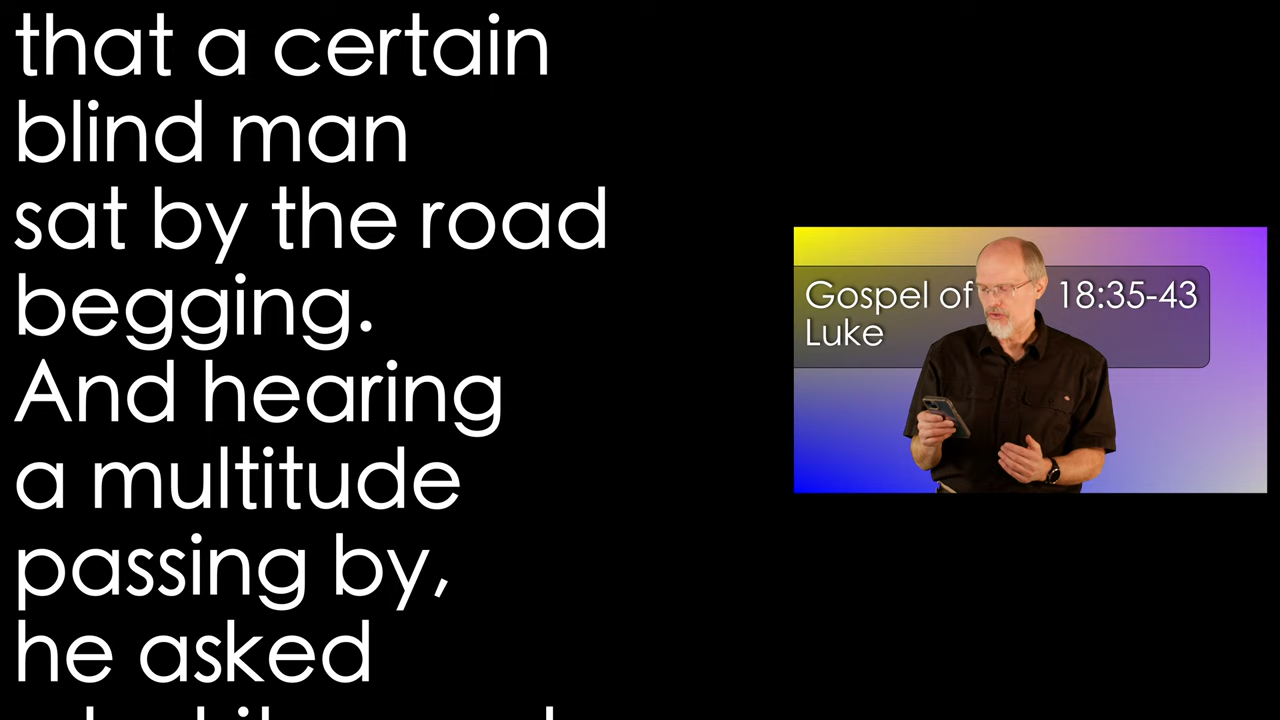 that a certain
blind man
sat by the road
begging.
And hearing
a multitude
passing by,
he asked
Gospel of 18:35-43
Luke